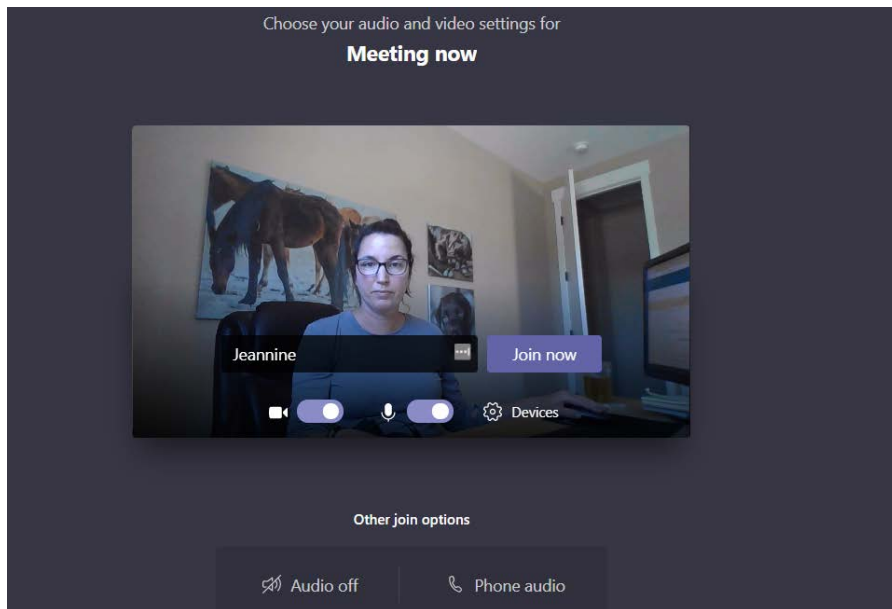 Choose your audio and video settings for
Meeting now
Jeannine
Join now
Devices
Other join options
Audio off
Phone audio